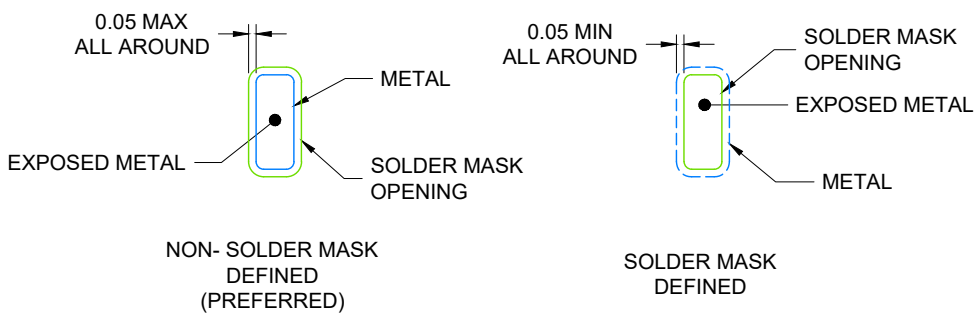 0.05 MAX
ALL AROUND
METAL
EXPOSED METAL
SOLDER MASK
OPENING
NON- SOLDER MASK
DEFINED
(PREFERRED)
0.05 MIN
ALL AROUND
SOLDER MASK
OPENING
EXPOSED METAL
METAL
SOLDER MASK
DEFINED